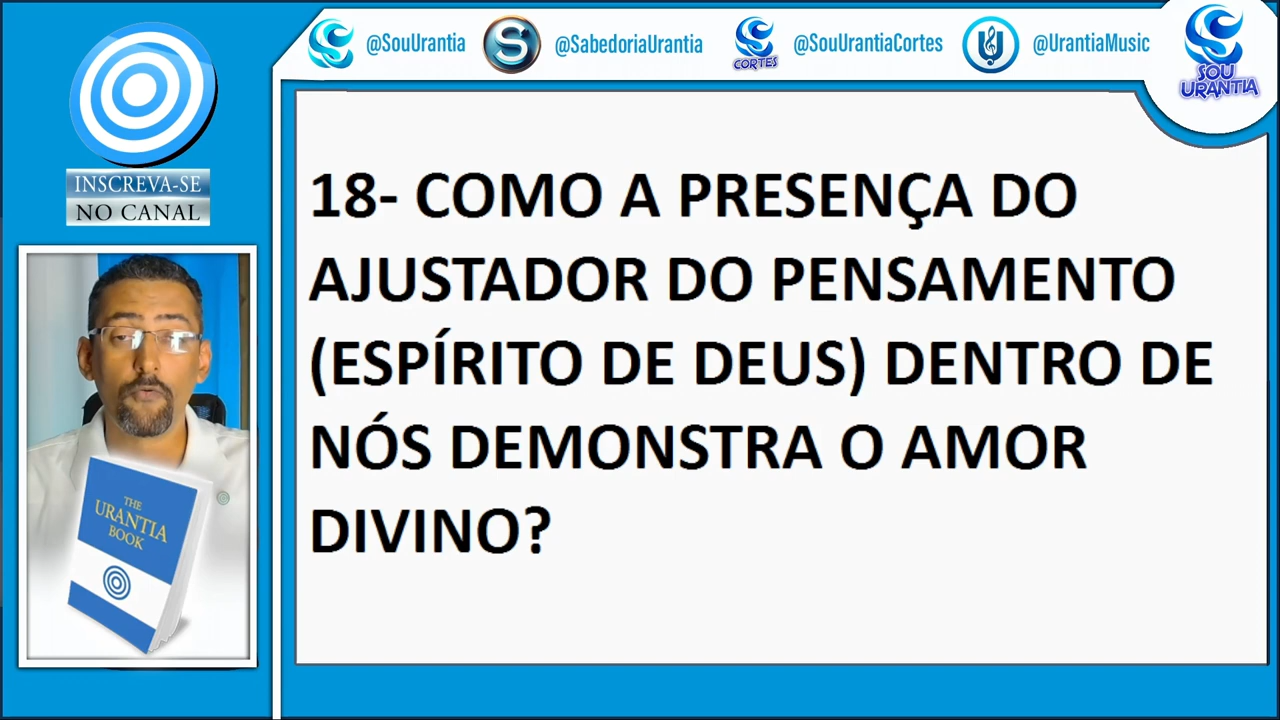 @SouUrantia
@SabedoriaUrantia
CORTES
@SouUrantiaCortes
@UrantiaMusic
SOU
URANTIA
INSCREVA-SE
NO CANAL
18- COMO A PRESENÇA DO
AJUSTADOR DO PENSAMENTO
(ESPÍRITO DE DEUS) DENTRO DE
NÓS DEMONSTRA O AMOR
DIVINO?
THE
URANTIA
BOOK